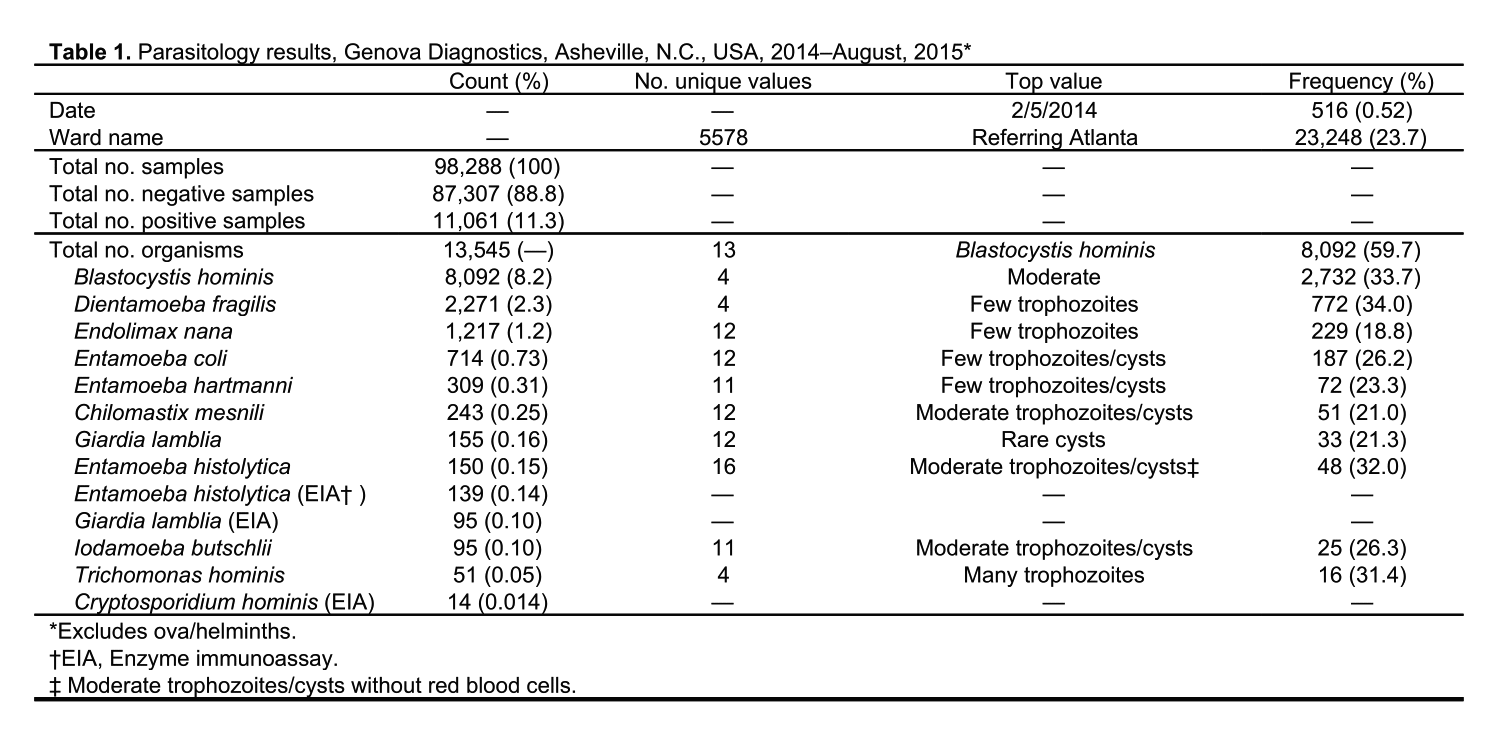 Table 1. Parasitology results, Genova Diagnostics, Asheville, N.C., USA, 2014–August, 2015*
Count (%) No. unique values Top value Frequency (%)
Date — — 2/5/2014 516 (0.52)
Ward name — 5578 Referring Atlanta 23,248 (23.7)
Total no. samples 98,288 (100) — — —
Total no. negative samples 87,307 (88.8) — — —
Total no. positive samples 11,061 (11.3) — — —
Total no. organisms 13,545 (—) 13 Blastocystis hominis 8,092 (59.7)
Blastocystis hominis 8,092 (8.2) 4 Moderate 2,732 (33.7)
Dientamoeba fragilis 2,271 (2.3) 4 Few trophozoites 772 (34.0)
Endolimax nana 1,217 (1.2) 12 Few trophozoites 229 (18.8)
Entamoeba coli 714 (0.73) 12 Few trophozoites/cysts 187 (26.2)
Entamoeba hartmanni 309 (0.31) 11 Few trophozoites/cysts 72 (23.3)
Chilomastix mesnili 243 (0.25) 12 Moderate trophozoites/cysts 51 (21.0)
Giardia lamblia 155 (0.16) 12 Rare cysts 33 (21.3)
Entamoeba histolytica 150 (0.15) 16 Moderate trophozoites/cysts‡ 48 (32.0)
Entamoeba histolytica (EIA† ) 139 (0.14) — — —
Giardia lamblia (EIA) 95 (0.10) — — —
Iodamoeba butschlii 95 (0.10) 11 Moderate trophozoites/cysts 25 (26.3)
Trichomonas hominis 51 (0.05) 4 Many trophozoites 16 (31.4)
Cryptosporidium hominis (EIA) 14 (0.014) — — —
*Excludes ova/helminths.
†EIA, Enzyme immunoassay.
‡ Moderate trophozoites/cysts without red blood cells.